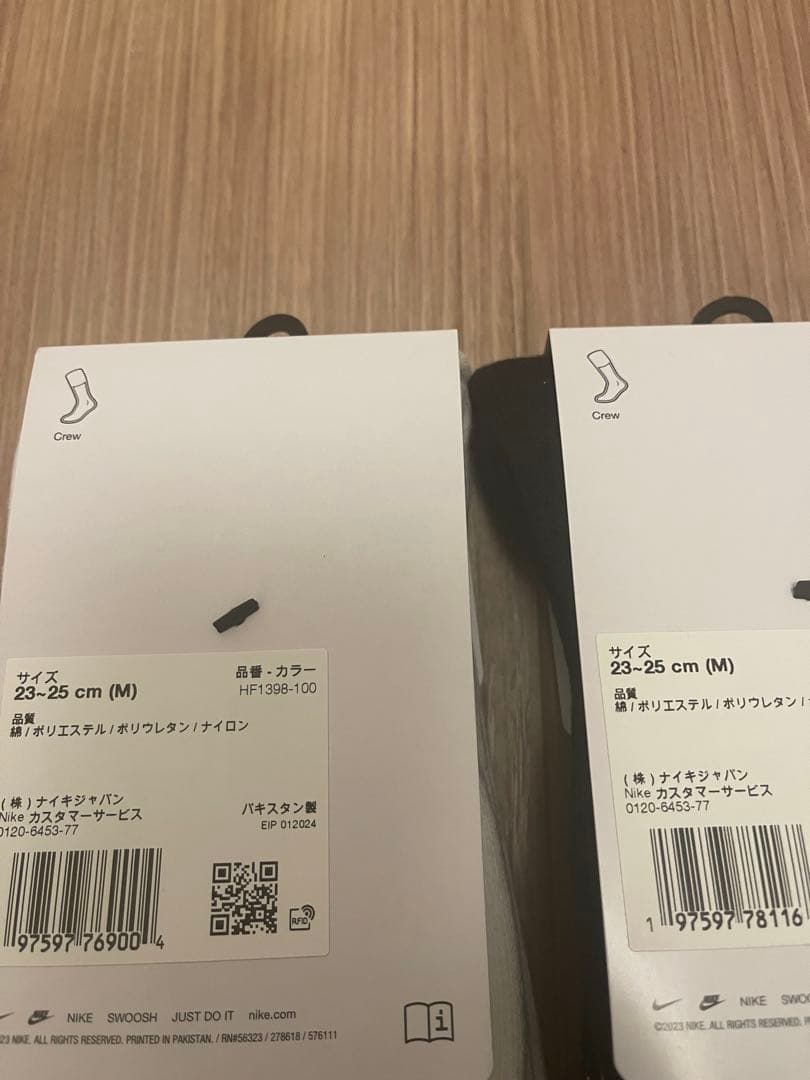 Crew
サイズ
23~25 cm (M)
品番 - カラー
HF1398-100
品質
綿 / ポリエステル / ポリウレタン / ナイロン
(株) ナイキジャパン
Nike カスタマーサービス
0120-6453-77
パキスタン製
EIP 012024
RFID
97597 76900 4
NIKE SWOOSH JUST DO IT nike.com
23 NIKE. ALL RIGHTS RESERVED. PRINTED IN PAKISTAN. / RN#56323 / 278618 / 576111
i
Crew
サイズ
23~25 cm (M)
品質
綿 / ポリエステル / ポリウレタン /
(株) ナイキジャパン
Nike カスタマーサービス
0120-6453-77
1 97597 78116
NIKE
©2023 NIKE. ALL RIGHTS RESERVED.